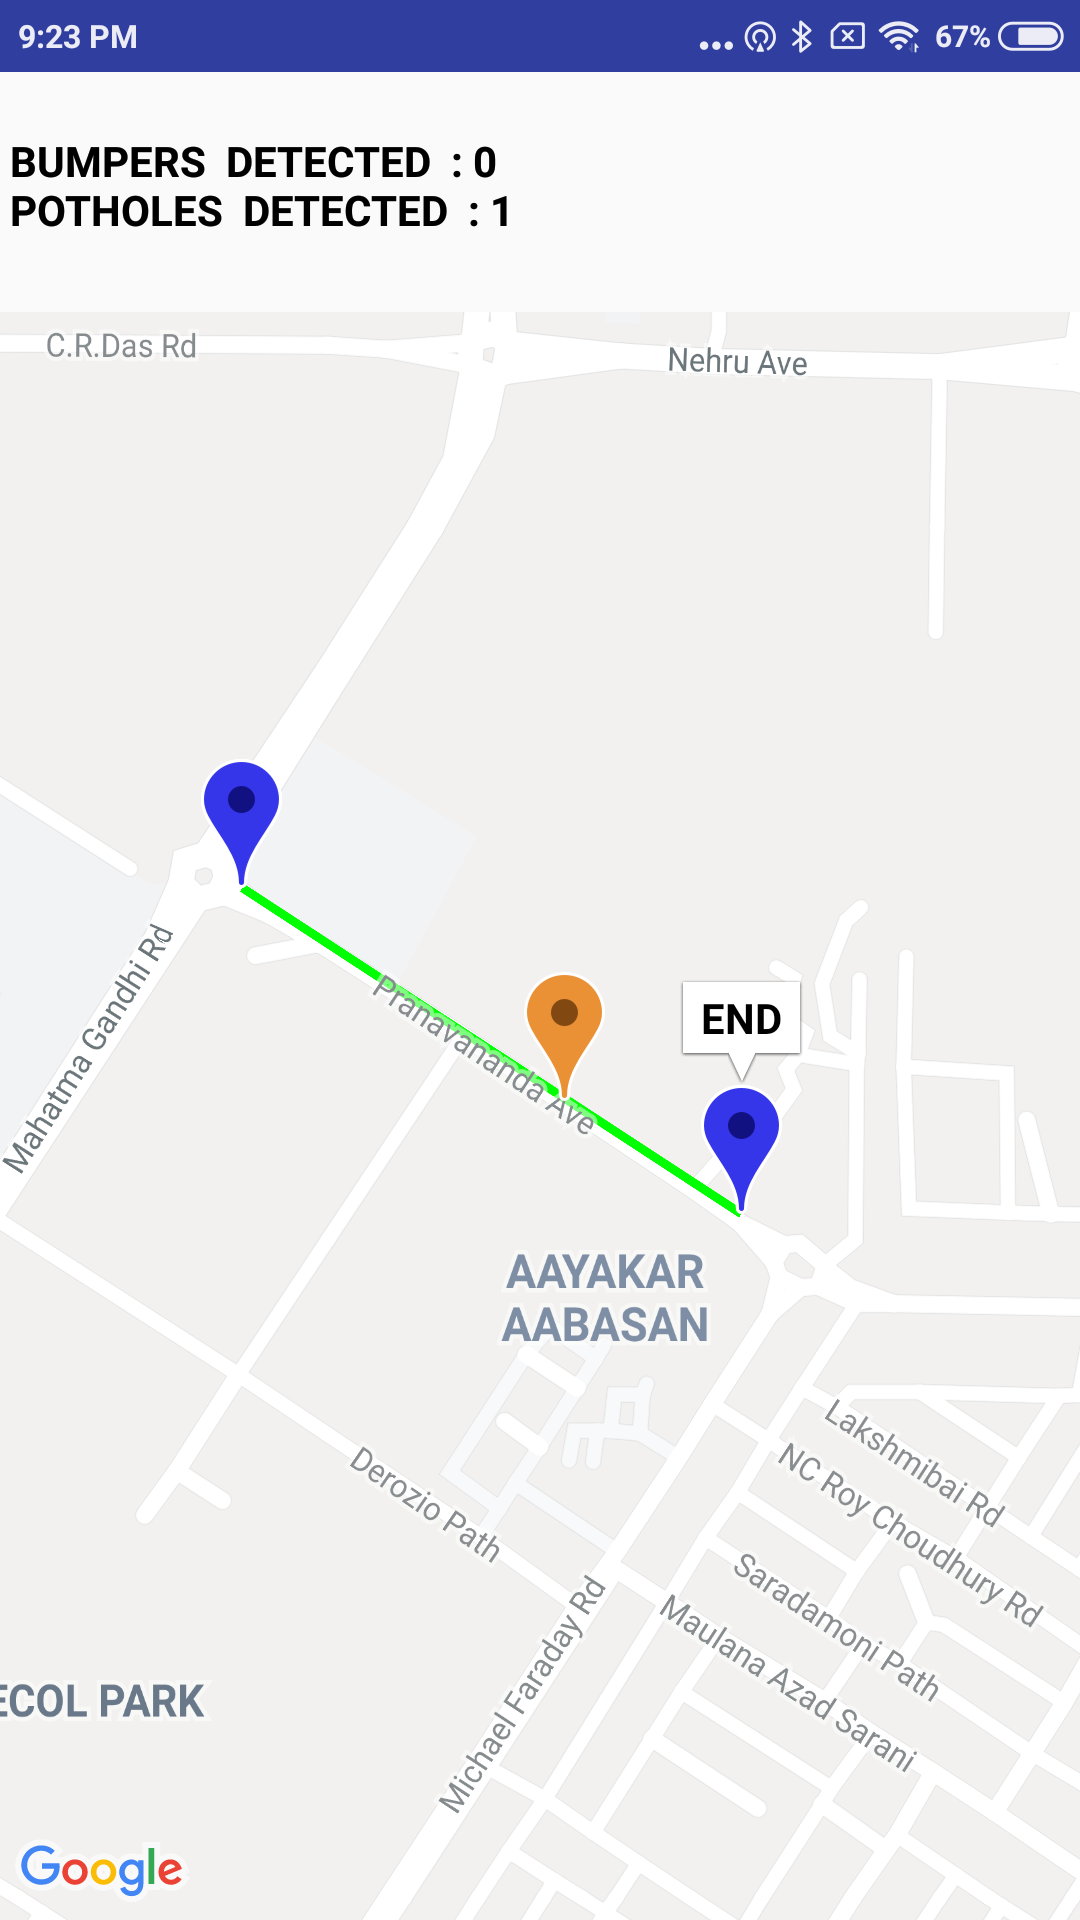 9:23 PM
67%
BUMPERS DETECTED : 0
POTHOLES DETECTED : 1
C.R.Das Rd
Nehru Ave
Mahatma Gandhi Rd
Pranavananda Ave
END
AAYAKAR
AABASAN
Lakshmibai Rd
NC Roy Choudhury Rd
Derozio Path
Saradamoni Path
Maulana Azad Sarani
Michael Faraday Rd
ECOL PARK
Google